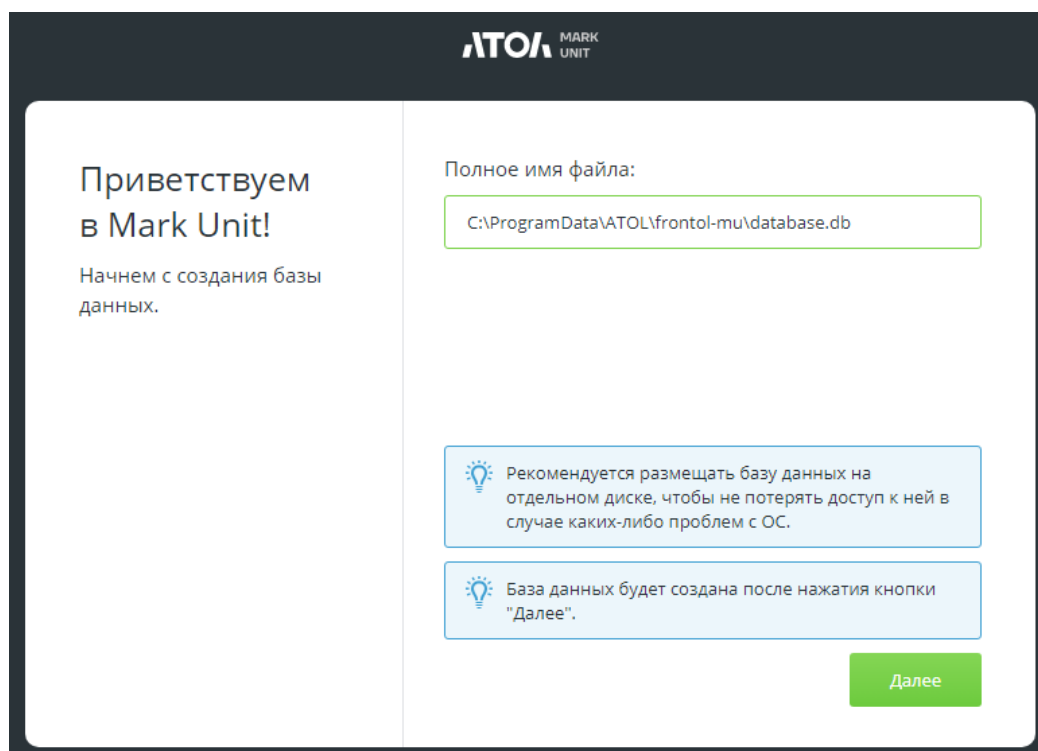 ATOL MARK
UNIT
Приветствуем
в Mark Unit!
Начнем с создания базы
данных.
Полное имя файла:
C:\ProgramData\ATOL\frontol-mu\database.db
Рекомендуется размещать базу данных на
отдельном диске, чтобы не потерять доступ к ней в
случае каких-либо проблем с ОС.
База данных будет создана после нажатия кнопки
"Далее".
Далее